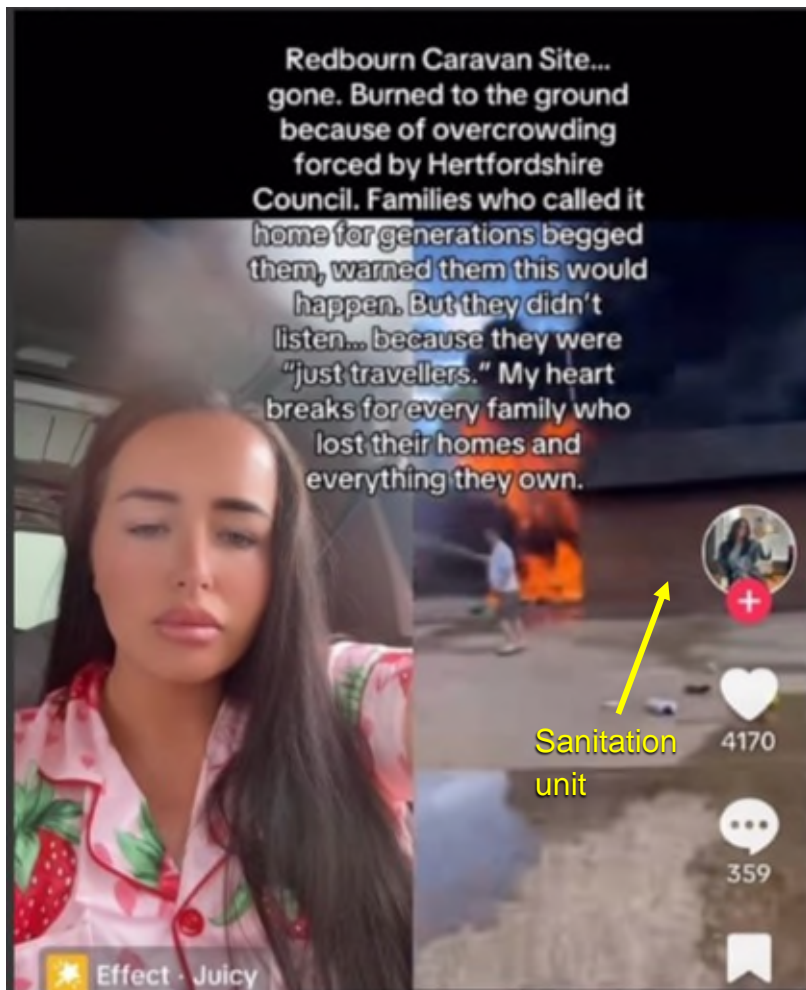 Redbourn Caravan Site...
gone. Burned to the ground
because of overcrowding
forced by Hertfordshire
Council. Families who called it
home for generations begged
them, warned them this would
happen. But they didn't
listen... because they were
"just travellers." My heart
breaks for every family who
lost their homes and
everything they own.
Sanitation
unit
4170
359
Effect · Juicy